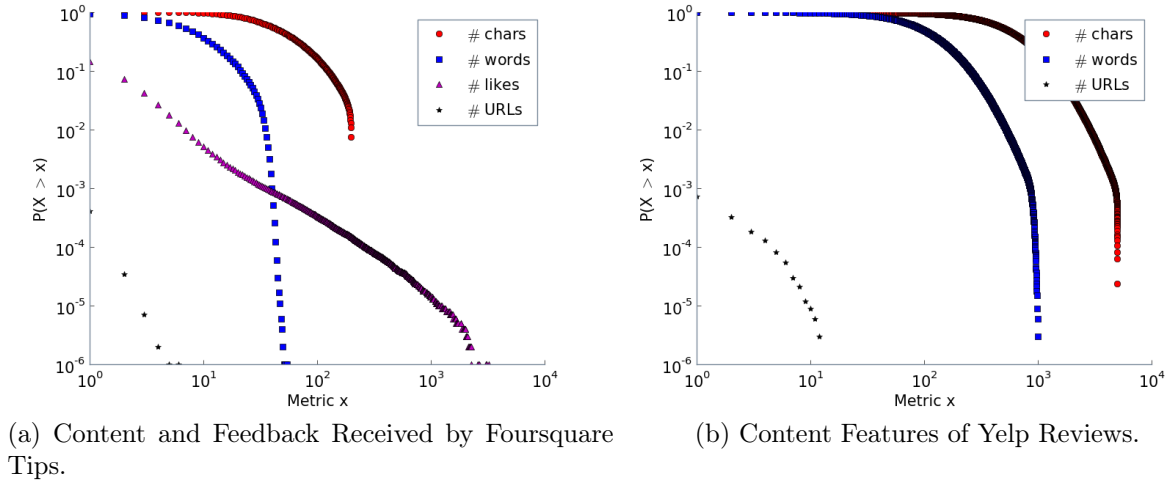 10^0
10^-1
10^-2
10^-3
10^-4
10^-5
10^-6
P(X > x)
# chars
# words
# likes
# URLs
10^0 10^1 10^2 10^3 10^4
Metric x
(a) Content and Feedback Received by Foursquare
Tips.
10^0
10^-1
10^-2
10^-3
10^-4
10^-5
10^-6
P(X > x)
# chars
# words
# URLs
10^0 10^1 10^2 10^3 10^4
Metric x
(b) Content Features of Yelp Reviews.